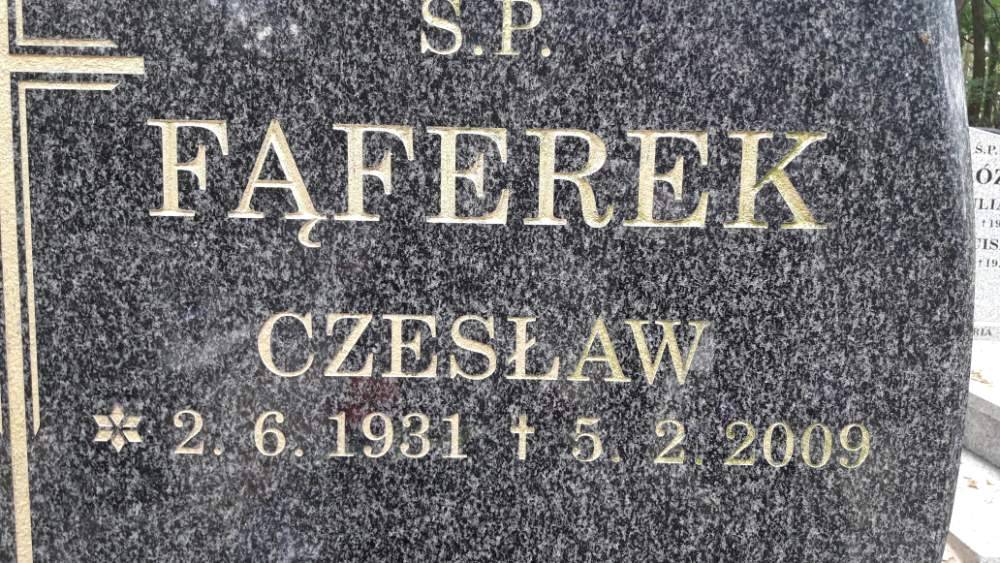 Ś.P.
FĄFEREK
CZESŁAW
2. 6. 1931 † 5. 2. 2009
Ś.P.